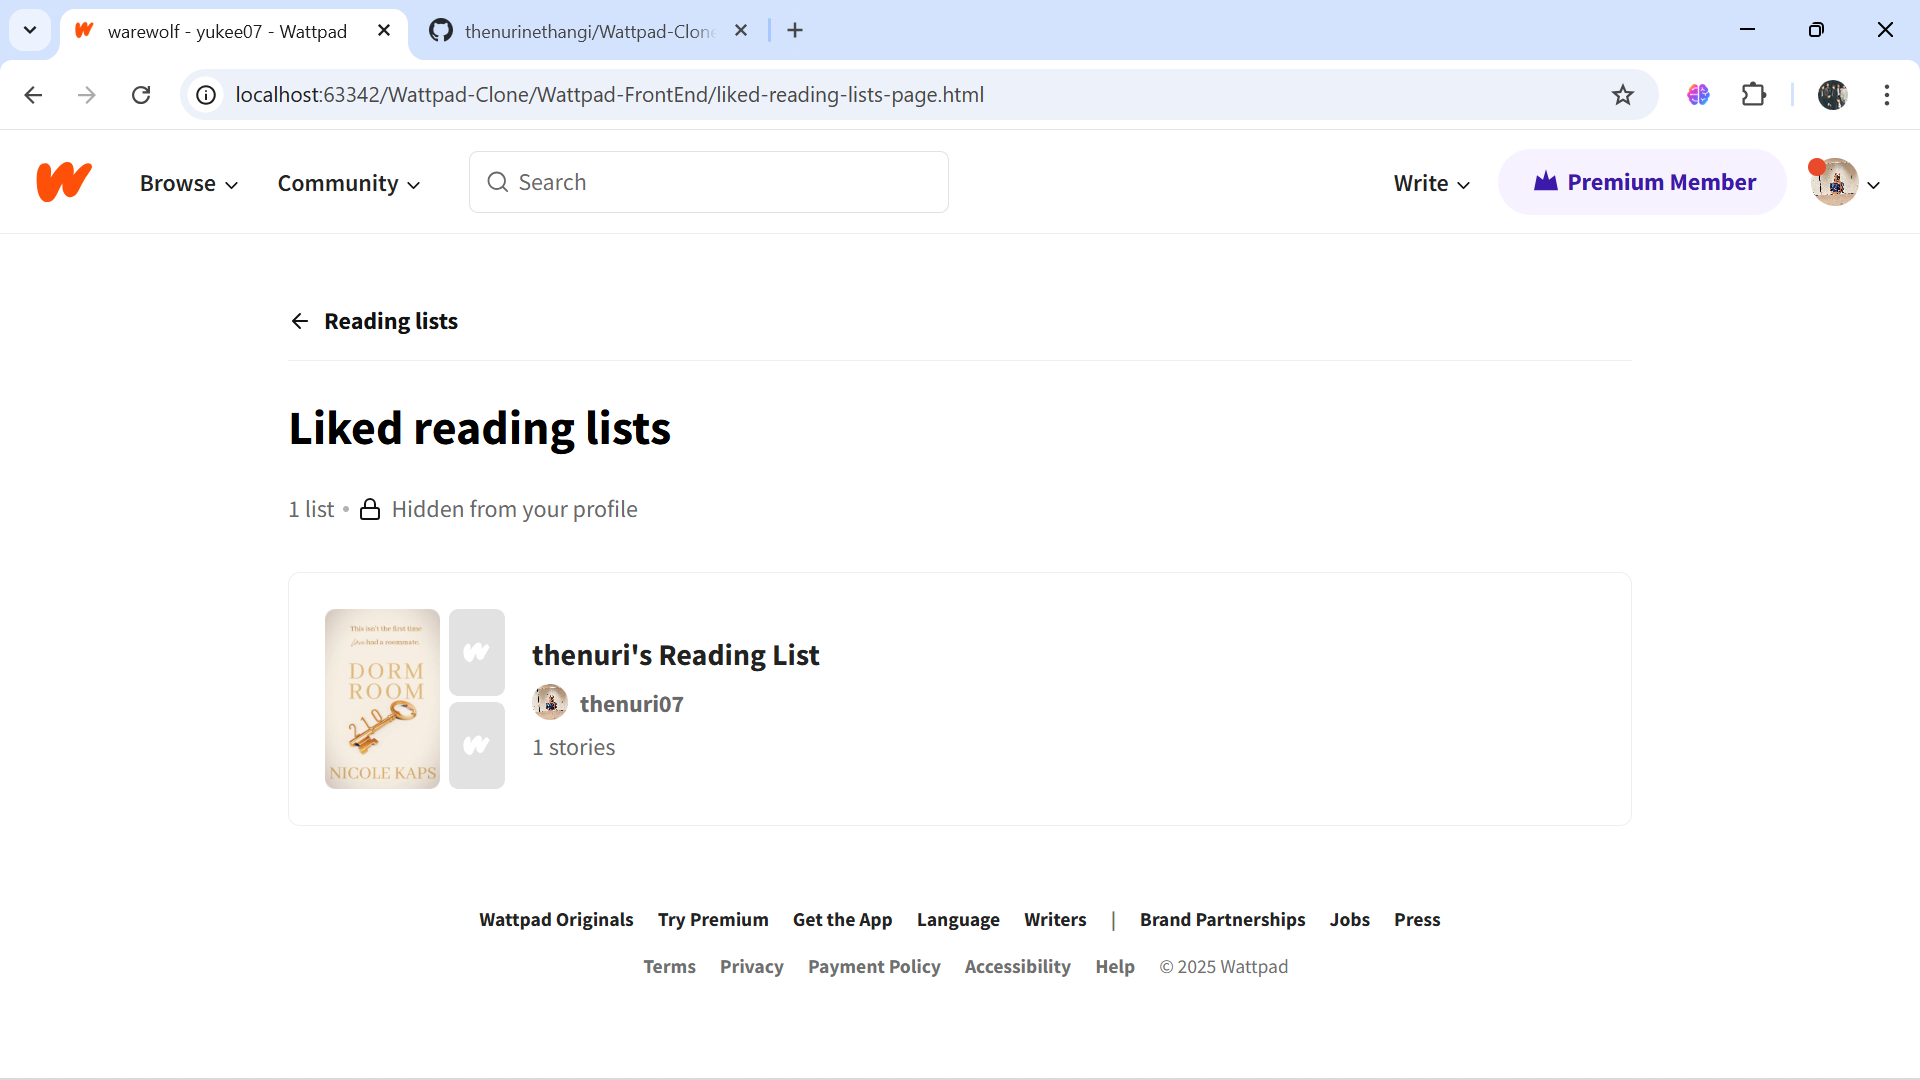 warewolf - yukee07 - Wattpad
thenurinethangi/Wattpad-Clone
localhost:63342/Wattpad-Clone/Wattpad-FrontEnd/liked-reading-lists-page.html
Browse Community Search Write Premium Member
Reading lists
Liked reading lists
1 list • Hidden from your profile
This isn't the first time
had a roommate.
DORM
ROOM
210
NICOLE KAPS
thenuri's Reading List
thenuri07
1 stories
Wattpad Originals Try Premium Get the App Language Writers | Brand Partnerships Jobs Press
Terms Privacy Payment Policy Accessibility Help © 2025 Wattpad